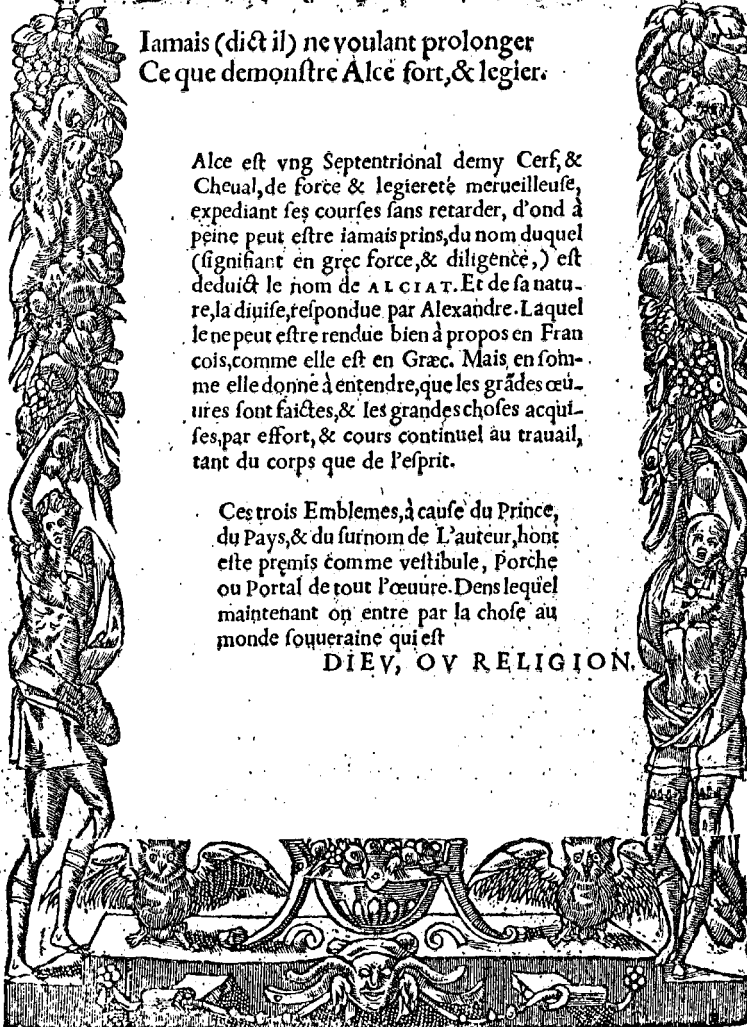 Iamais (dict il) ne voulant prolonger
Ce que demonſtre Alcé fort, & legier.
Alce eſt vng Septentrional demy Cerf, &
Cheual, de force & legiereté merueilleuſe,
expediant ſes courſes ſans retarder, d'ond à
peine peut eſtre iamais prins, du nom duquel
(ſignifiant en grec force, & diligence,) eſt
deduict le nom de ALCIAT. Et de ſa natu-
re, la diuiſe, reſpondue par Alexandre. Laquel
le ne peut eſtre rendue bien à propos en Fran
cois, comme elle eſt en Græc. Mais en ſom-
me elle donne à entendre, que les grãdes œu-
ures ſont faictes, & les grandes choſes acqui-
ſes, par effort, & cours continuel au trauail,
tant du corps que de l'eſprit.
Ces trois Emblemes, à cauſe du Prince,
du Pays, & du ſurnom de L'auteur, hont
eſte premis comme veſtibule, Porche
ou Portal de tout l'œuure. Dens lequel
maintenant on entre par la choſe au
monde ſouueraine qui eſt
DIEV, OV RELIGION.